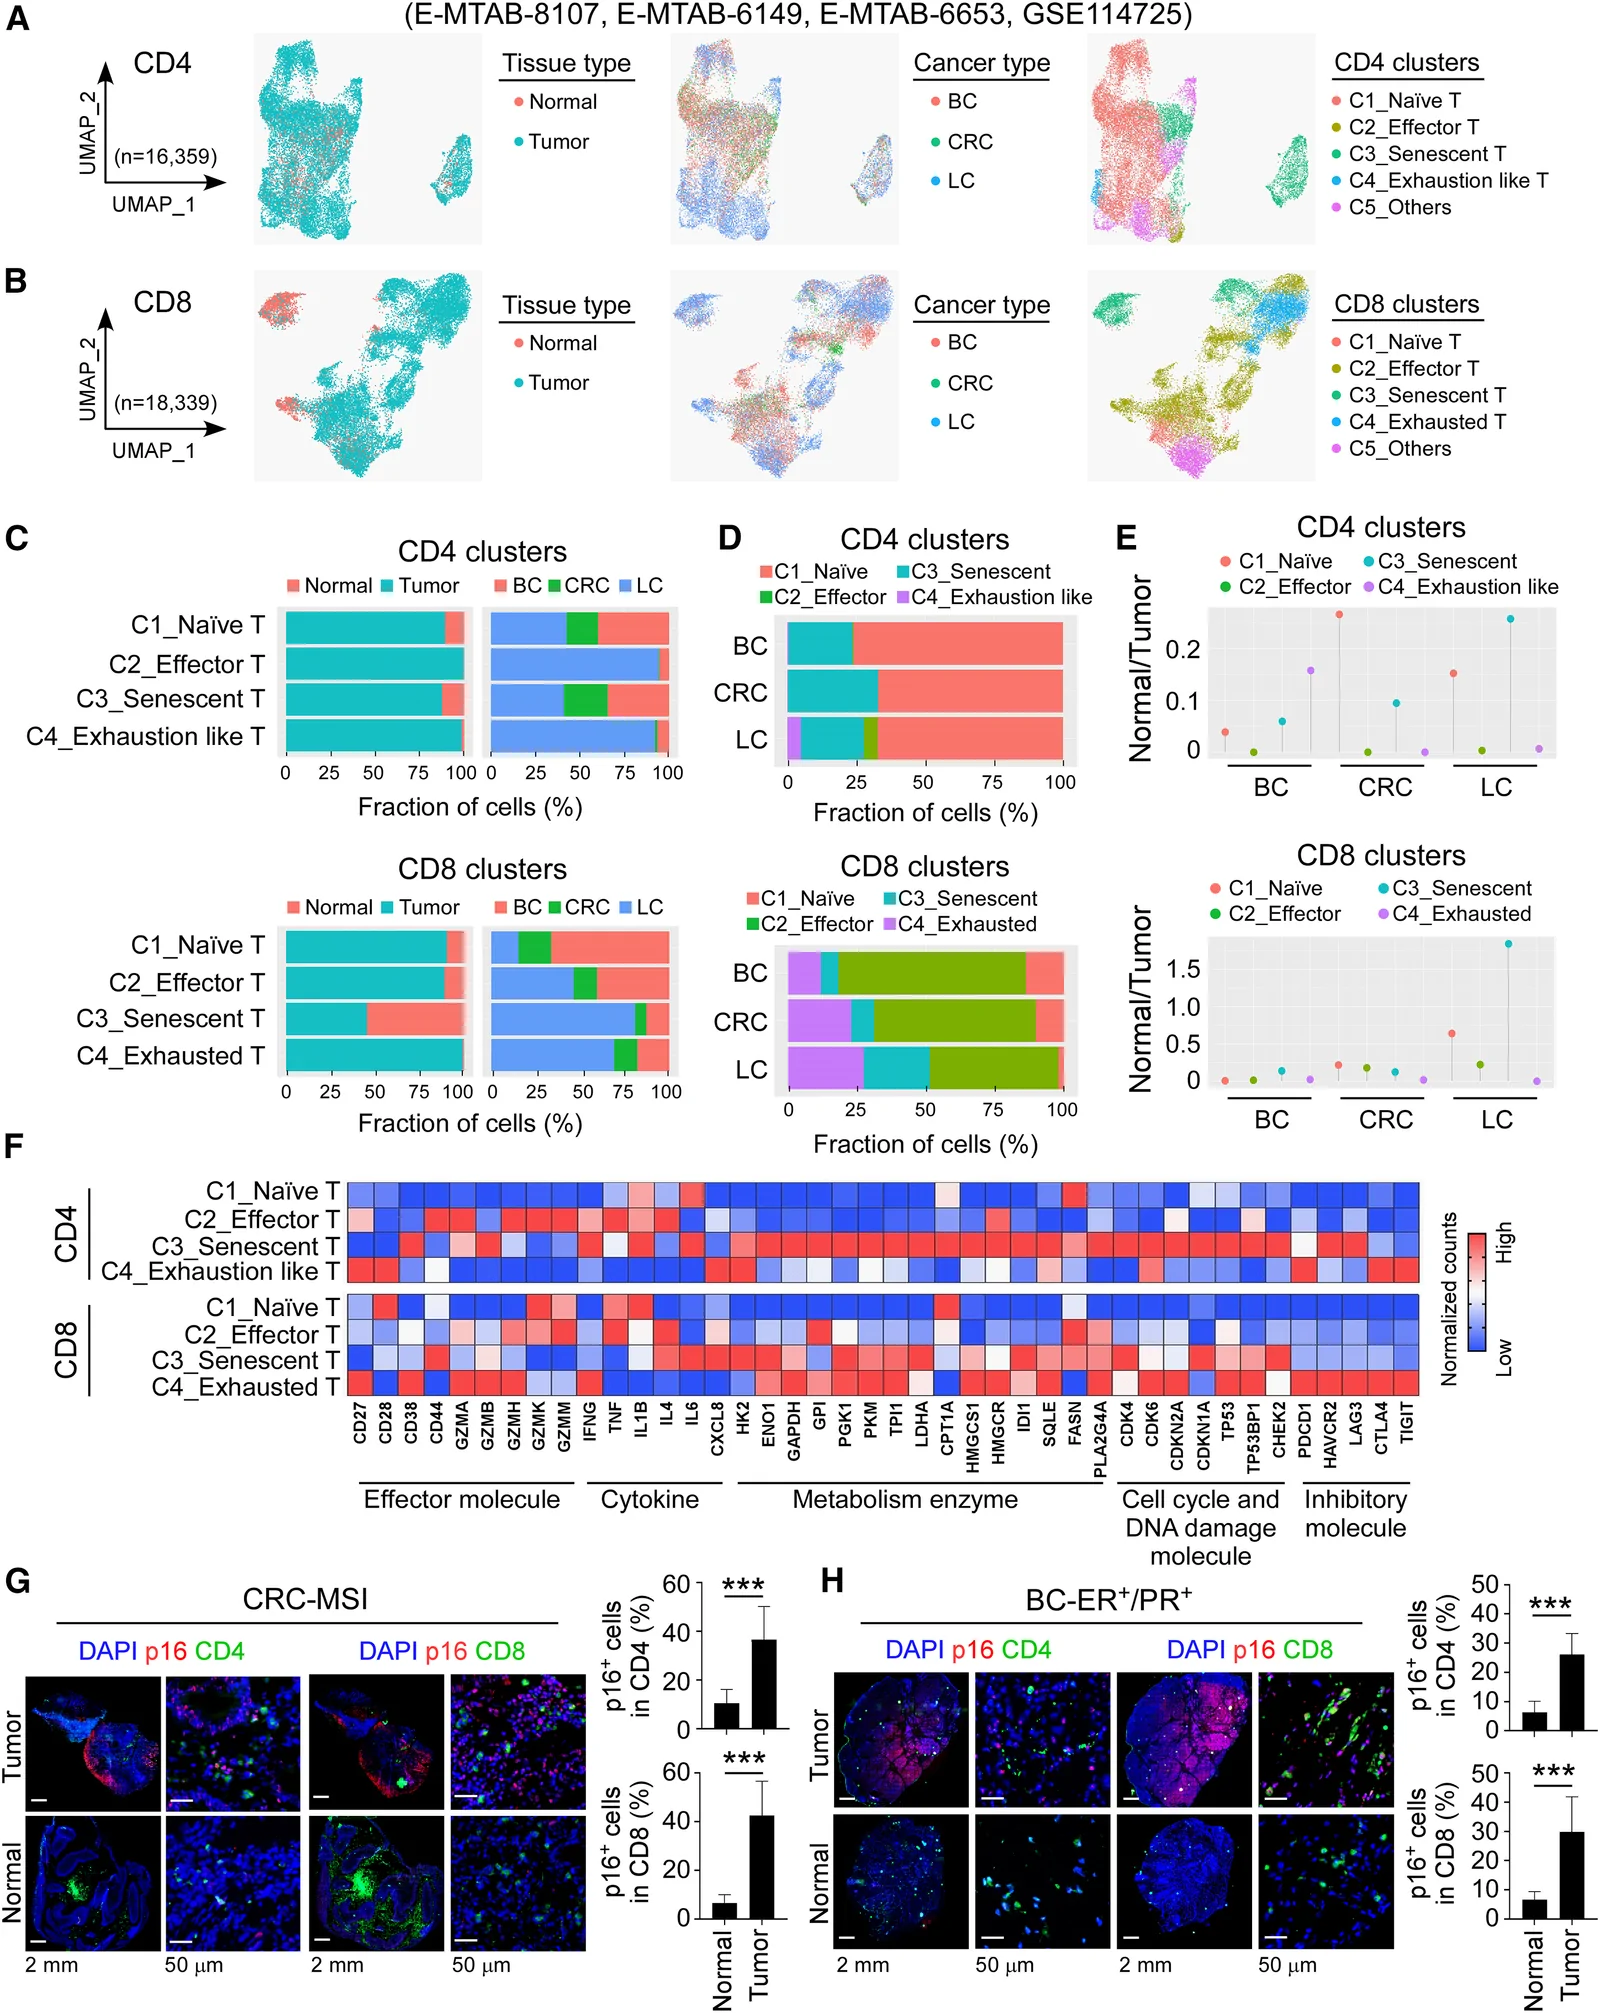 (E-MTAB-8107, E-MTAB-6149, E-MTAB-6653, GSE114725)
A
CD4
UMAP_2
(n=16,359)
UMAP_1
Tissue type
Normal
Tumor
Cancer type
BC
CRC
LC
CD4 clusters
C1_Naïve T
C2_Effector T
C3_Senescent T
C4_Exhaustion like T
C5_Others
B
CD8
UMAP_2
(n=18,339)
UMAP_1
Tissue type
Normal
Tumor
Cancer type
BC
CRC
LC
CD8 clusters
C1_Naïve T
C2_Effector T
C3_Senescent T
C4_Exhausted T
C5_Others
C
CD4 clusters
Normal Tumor BC CRC LC
C1_Naïve T
C2_Effector T
C3_Senescent T
C4_Exhaustion like T
0 25 50 75 100 0 25 50 75 100
Fraction of cells (%)
CD8 clusters
Normal Tumor BC CRC LC
C1_Naïve T
C2_Effector T
C3_Senescent T
C4_Exhausted T
0 25 50 75 100 0 25 50 75 100
Fraction of cells (%)
D
CD4 clusters
C1_Naïve C3_Senescent
C2_Effector C4_Exhaustion like
BC
CRC
LC
0 25 50 75 100
Fraction of cells (%)
CD8 clusters
C1_Naïve C3_Senescent
C2_Effector C4_Exhausted
BC
CRC
LC
0 25 50 75 100
Fraction of cells (%)
E
CD4 clusters
C1_Naïve C3_Senescent
C2_Effector C4_Exhaustion like
Normal/Tumor
0.2
0.1
0
BC CRC LC
CD8 clusters
C1_Naïve C3_Senescent
C2_Effector C4_Exhausted
Normal/Tumor
1.5
1.0
0.5
0
BC CRC LC
F
CD4
C1_Naïve T
C2_Effector T
C3_Senescent T
C4_Exhaustion like T
CD8
C1_Naïve T
C2_Effector T
C3_Senescent T
C4_Exhausted T
Normalized counts
High
Low
CD27 CD28 CD38 CD44 GZMA GZMB GZMH GZMK GZMM IFNG TNF IL1B IL4 IL6 CXCL8 HK2 ENO1 GAPDH GPI PGK1 PKM TPI1 LDHA CPT1A HMGCS1 HMGCR IDI1 SQLE FASN PLA2G4A CDK4 CDK6 CDKN2A CDKN1A TP53 TP53BP1 CHEK2 PDCD1 HAVCR2 LAG3 CTLA4 TIGIT
Effector molecule Cytokine Metabolism enzyme Cell cycle and Inhibitory
DNA damage molecule
molecule
G
CRC-MSI
DAPI p16 CD4 DAPI p16 CD8
Tumor
Normal
2 mm 50 μm 2 mm 50 μm
***
p16+ cells
in CD4 (%)
60
40
20
0
***
p16+ cells
in CD8 (%)
60
40
20
0
Normal
Tumor
H
BC-ER+/PR+
DAPI p16 CD4 DAPI p16 CD8
Tumor
Normal
2 mm 50 μm 2 mm 50 μm
***
p16+ cells
in CD4 (%)
50
40
30
20
10
0
***
p16+ cells
in CD8 (%)
50
40
30
20
10
0
Normal
Tumor